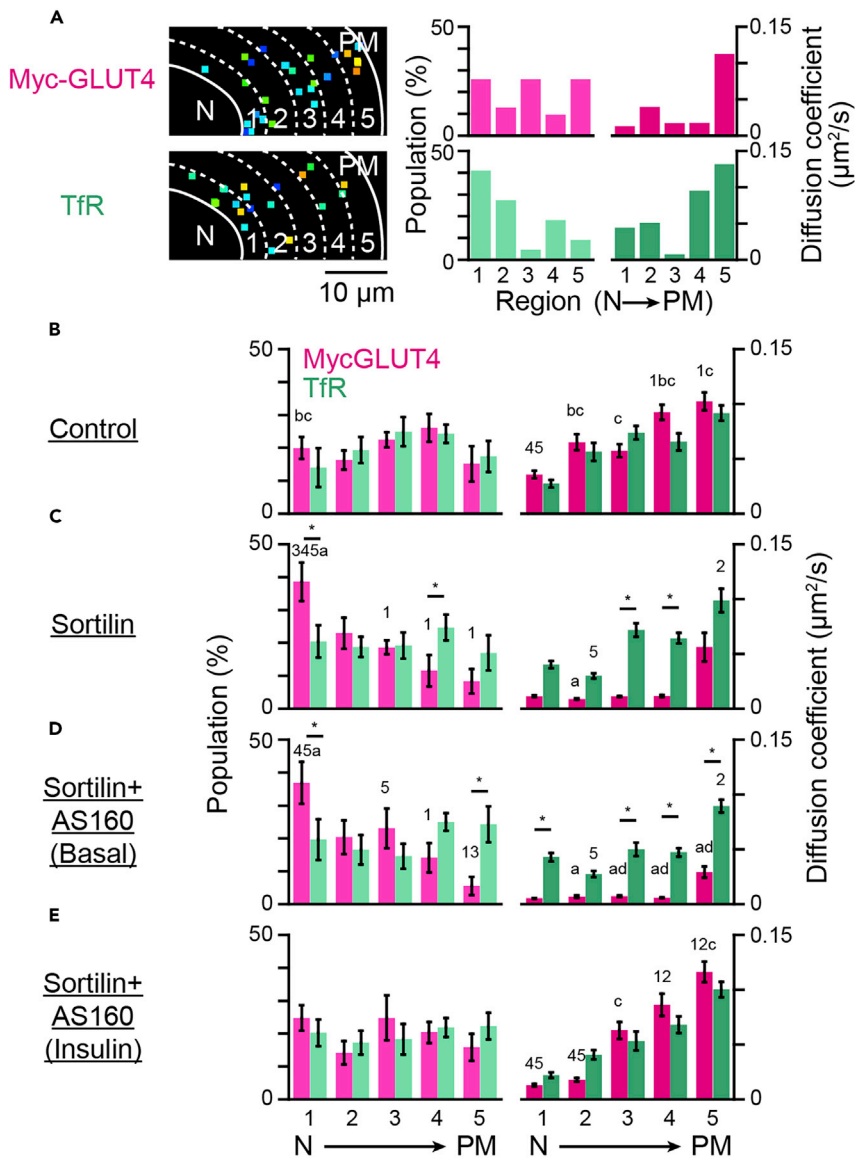 A
Myc-GLUT4
PM
N 1 2 3 4 5
TfR
PM
N 1 2 3 4 5
10 µm
50
0
50
0
Population (%)
0.15
0
0.15
0
Diffusion coefficient
(µm²/s)
1 2 3 4 5 1 2 3 4 5
Region (N→PM)
B
Control
MycGLUT4
TfR
50
0
bc
45 bc c 1bc 1c
0.15
0
C
Sortilin
50
0
* 345a 1 1 * 1
a 5 * * 2
0.15
0
D
Sortilin+
AS160
(Basal)
50
0
* 45a 5 1 13 *
* a 5 ad * ad * ad * 2
0.15
0
Population (%)
Diffusion coefficient (µm²/s)
E
Sortilin+
AS160
(Insulin)
50
0
45 45 c 12 12c
0.15
0
1 2 3 4 5 1 2 3 4 5
N → PM N → PM